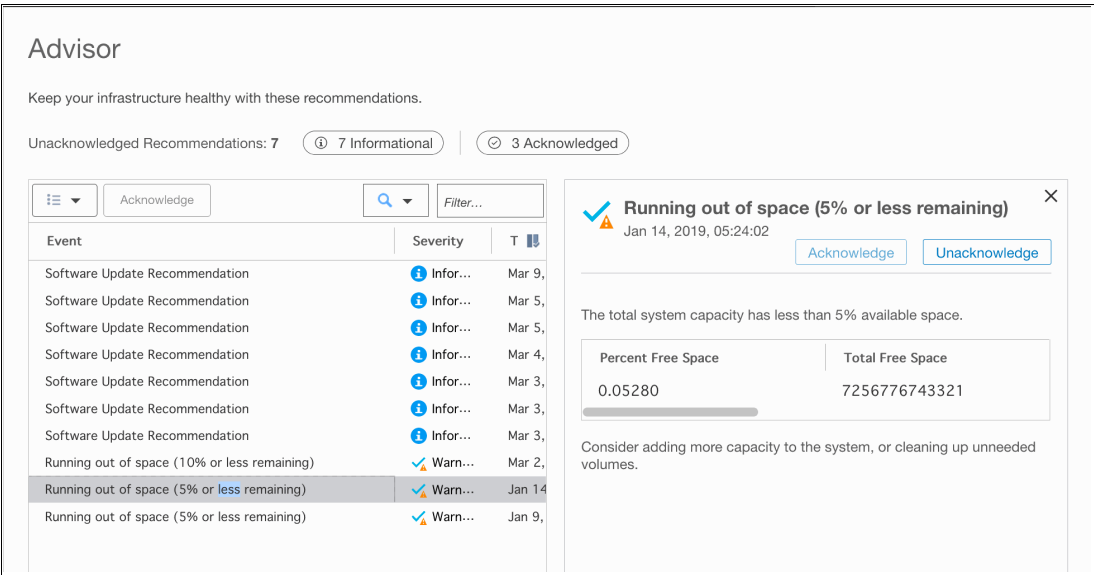 Advisor
Keep your infrastructure healthy with these recommendations.
Unacknowledged Recommendations: 7 7 Informational 3 Acknowledged
Acknowledge Filter...
Event Severity T
Software Update Recommendation Infor... Mar 9,
Software Update Recommendation Infor... Mar 5,
Software Update Recommendation Infor... Mar 5,
Software Update Recommendation Infor... Mar 4,
Software Update Recommendation Infor... Mar 3,
Software Update Recommendation Infor... Mar 3,
Software Update Recommendation Infor... Mar 3,
Running out of space (10% or less remaining) Warn... Mar 2,
Running out of space (5% or less remaining) Warn... Jan 14
Running out of space (5% or less remaining) Warn... Jan 9,
Running out of space (5% or less remaining)
Jan 14, 2019, 05:24:02
Acknowledge Unacknowledge
The total system capacity has less than 5% available space.
Percent Free Space Total Free Space
0.05280 7256776743321
Consider adding more capacity to the system, or cleaning up unneeded
volumes.